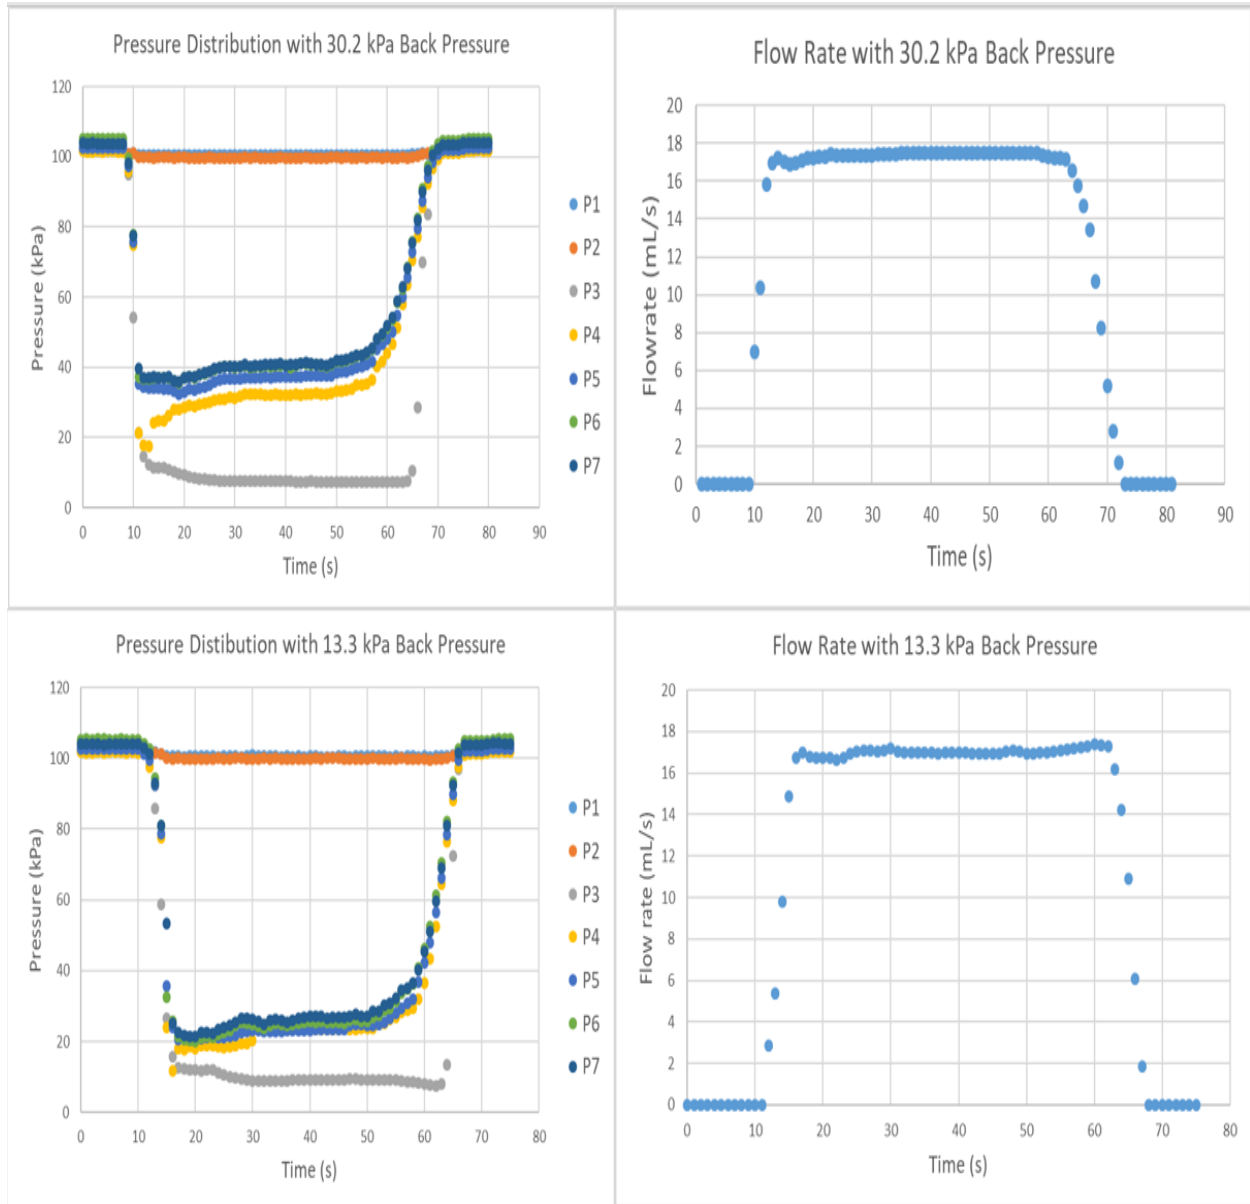 Pressure Distribution with 30.2 kPa Back Pressure
120
100
80
60
40
20
0
Pressure (kPa)
0 10 20 30 40 50 60 70 80 90
Time (s)
P1
P2
P3
P4
P5
P6
P7
Flow Rate with 30.2 kPa Back Pressure
20
18
16
14
12
10
8
6
4
2
0
Flowrate (mL/s)
0 10 20 30 40 50 60 70 80 90
Time (s)
Pressure Distibution with 13.3 kPa Back Pressure
120
100
80
60
40
20
0
Pressure (kPa)
0 10 20 30 40 50 60 70 80
Time (s)
P1
P2
P3
P4
P5
P6
P7
Flow Rate with 13.3 kPa Back Pressure
20
18
16
14
12
10
8
6
4
2
0
Flow rate (mL/s)
0 10 20 30 40 50 60 70 80
Time (s)